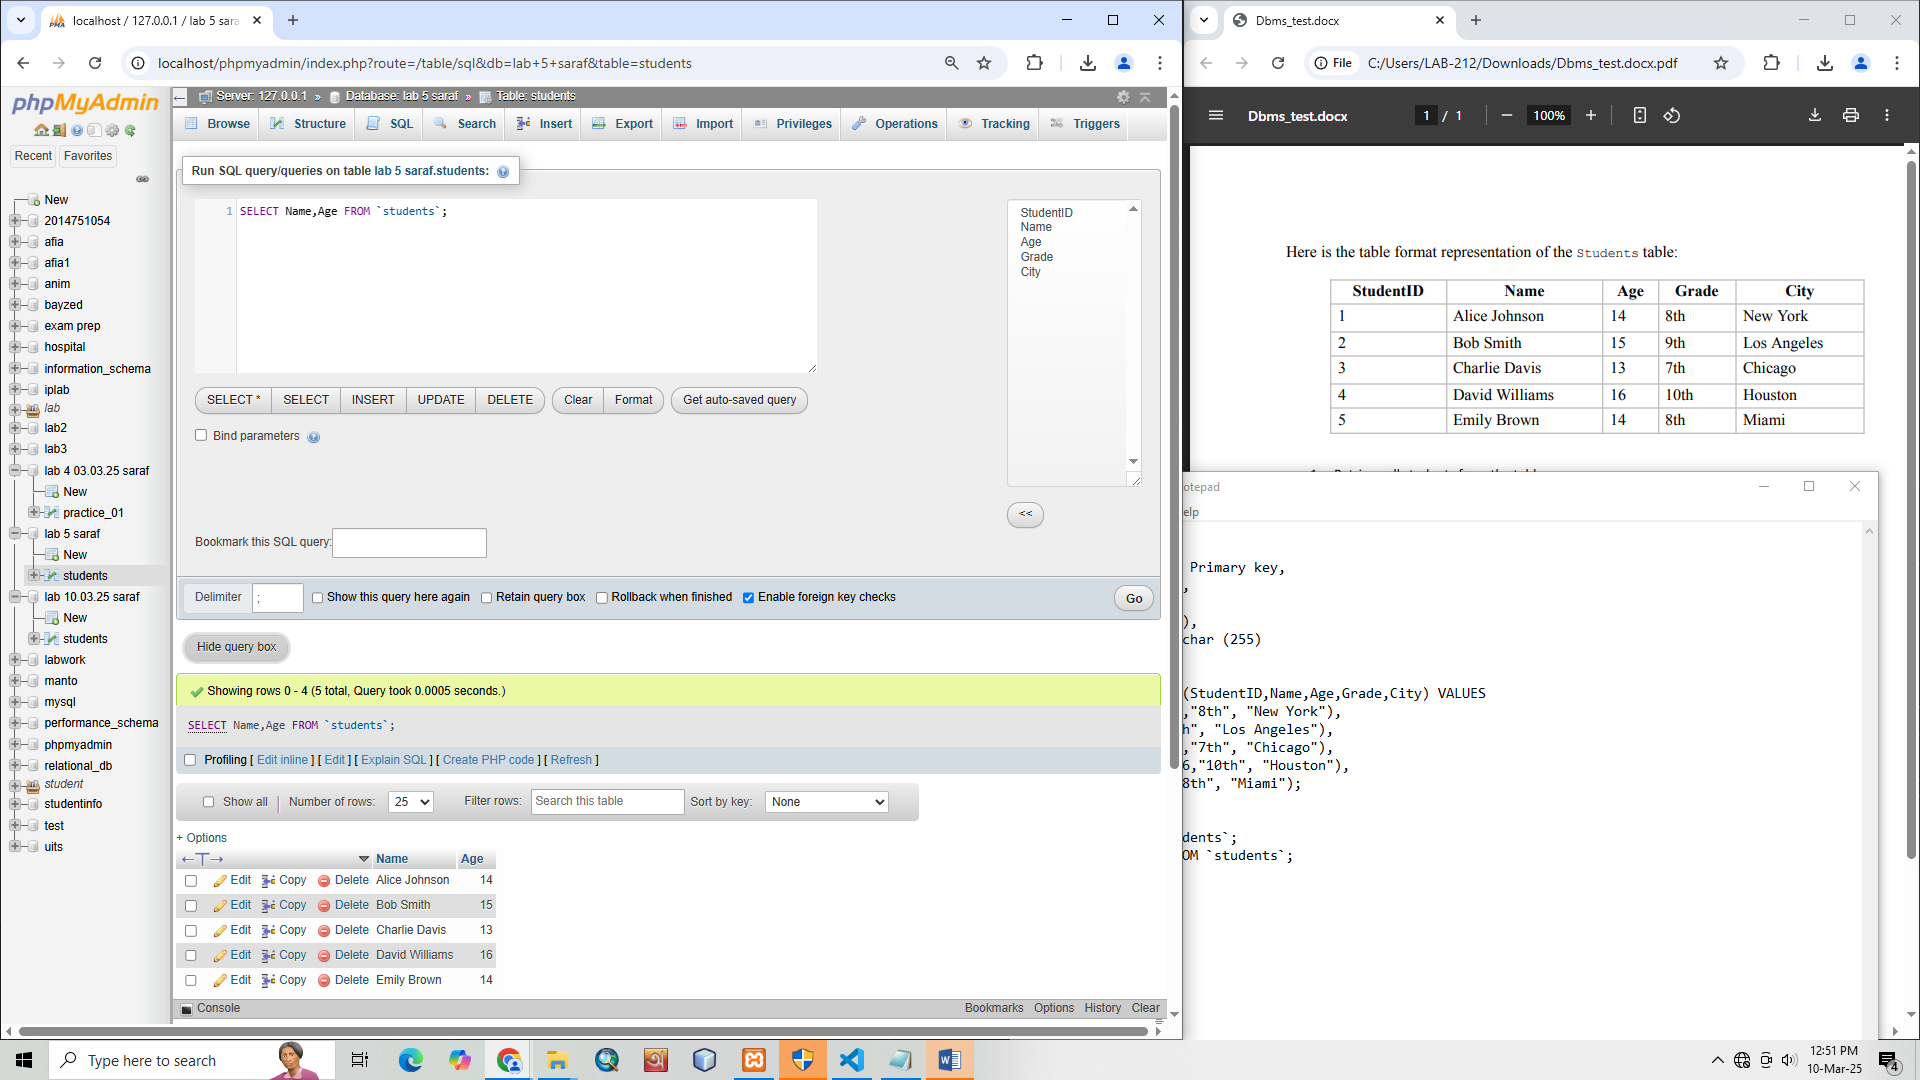 localhost / 127.0.0.1 / lab 5 sara
localhost/phpmyadmin/index.php?route=/table/sql&db=lab+5+saraf&table=students
phpMyAdmin
Recent
Favorites
New
2014751054
afia
afia1
anim
bayzed
exam prep
hospital
information_schema
iplab
lab
lab2
lab3
lab 4 03.03.25 saraf
New
practice_01
lab 5 saraf
New
students
lab 10.03.25 saraf
New
students
labwork
manto
mysql
performance_schema
phpmyadmin
relational_db
student
studentinfo
test
uits
Server: 127.0.0.1 » Database: lab 5 saraf » Table: students
Browse Structure SQL Search Insert Export Import Privileges Operations Tracking Triggers
Run SQL query/queries on table lab 5 saraf.students:
1 SELECT Name,Age FROM `students`;
StudentID
Name
Age
Grade
City
SELECT * SELECT INSERT UPDATE DELETE Clear Format Get auto-saved query
Bind parameters
<<
Bookmark this SQL query:
Delimiter ; Show this query here again Retain query box Rollback when finished Enable foreign key checks Go
Hide query box
Showing rows 0 - 4 (5 total, Query took 0.0005 seconds.)
SELECT Name,Age FROM `students`;
Profiling [ Edit inline ] [ Edit ] [ Explain SQL ] [ Create PHP code ] [ Refresh ]
Show all Number of rows: 25 Filter rows: Search this table Sort by key: None
+ Options
←T→ Name Age
Edit Copy Delete Alice Johnson 14
Edit Copy Delete Bob Smith 15
Edit Copy Delete Charlie Davis 13
Edit Copy Delete David Williams 16
Edit Copy Delete Emily Brown 14
Console Bookmarks Options History Clear
Dbms_test.docx
File C:/Users/LAB-212/Downloads/Dbms_test.docx.pdf
Dbms_test.docx 1 / 1 100%
Here is the table format representation of the Students table:
StudentID Name Age Grade City
1 Alice Johnson 14 8th New York
2 Bob Smith 15 9th Los Angeles
3 Charlie Davis 13 7th Chicago
4 David Williams 16 10th Houston
5 Emily Brown 14 8th Miami
otepad
elp
Primary key,
,
),
char (255)
(StudentID,Name,Age,Grade,City) VALUES
,"8th", "New York"),
h", "Los Angeles"),
,"7th", "Chicago"),
6,"10th", "Houston"),
8th", "Miami");
dents`;
OM `students`;
Type here to search
12:51 PM
10-Mar-25
4